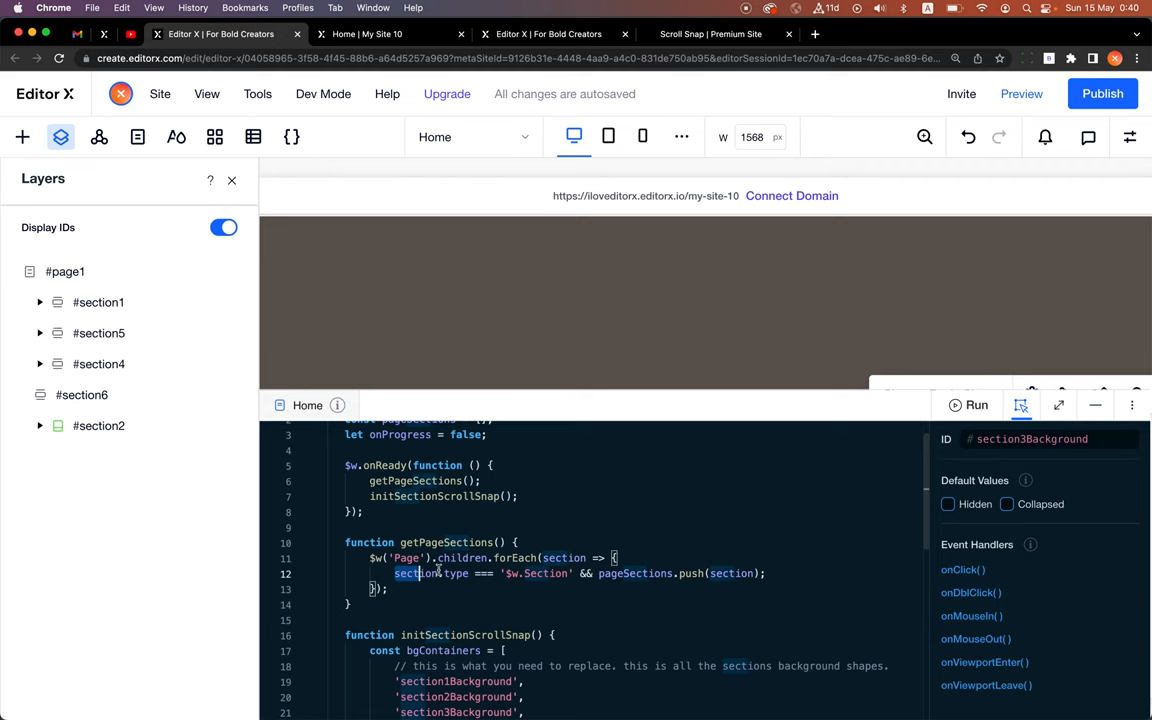 Chrome File Edit View History Bookmarks Profiles Tab Window Help 11d A Sun 15 May 0:40
Editor X | For Bold Creators Home | My Site 10 Editor X | For Bold Creators Scroll Snap | Premium Site
create.editorx.com/edit/editor-x/04058965-3f58-4571-88b2-a64d3759a969?metaSiteId=9126b31e-4448-4aa9-a4c0-831de750ab95&editorSessionId=1ec70a7a-dcea-475c-ae89-6e...
Editor X Site View Tools Dev Mode Help Upgrade All changes are autosaved Invite Preview Publish
Home W 1568 px
Layers ?
https://iloveditorx.editorx.io/my-site-10 Connect Domain
Display IDs
#page1
#section1
#section5
#section4
#section6
#section2
Home Run
3 let onProgress = false;
4
5 $w.onReady(function () {
6 getPageSections();
7 initSectionScrollSnap();
8 });
9
10 function getPageSections() {
11 $w('Page').children.forEach(section => {
12 section.type === '$w.Section' && pageSections.push(section);
13 });
14 }
15
16 function initSectionScrollSnap() {
17 const bgContainers = [
18 // this is what you need to replace. this is all the sections background shapes.
19 'section1Background',
20 'section2Background',
21 'section3Background',
ID # section3Background
Default Values
Hidden Collapsed
Event Handlers
onClick()
onDblClick()
onMouseIn()
onMouseOut()
onViewportEnter()
onViewportLeave()